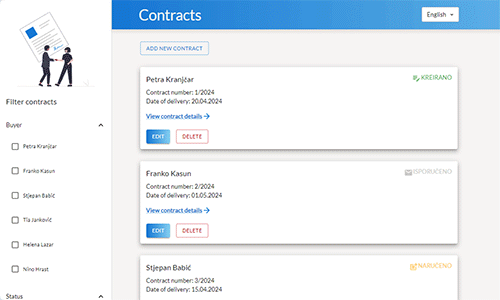 Contracts
English
Filter contracts
Buyer
Petra Kranjčar
Franko Kasun
Stjepan Babić
Tia Janković
Helena Lazar
Nino Hrast
Status
ADD NEW CONTRACT
Petra Kranjčar
KREIRANO
Contract number: 1/2024
Date of delivery: 20.04.2024
View contract details
EDIT
DELETE
Franko Kasun
ISPORUČENO
Contract number: 2/2024
Date of delivery: 01.05.2024
View contract details
EDIT
DELETE
Stjepan Babić
NARUČENO
Contract number: 3/2024
Date of delivery: 15.04.2024